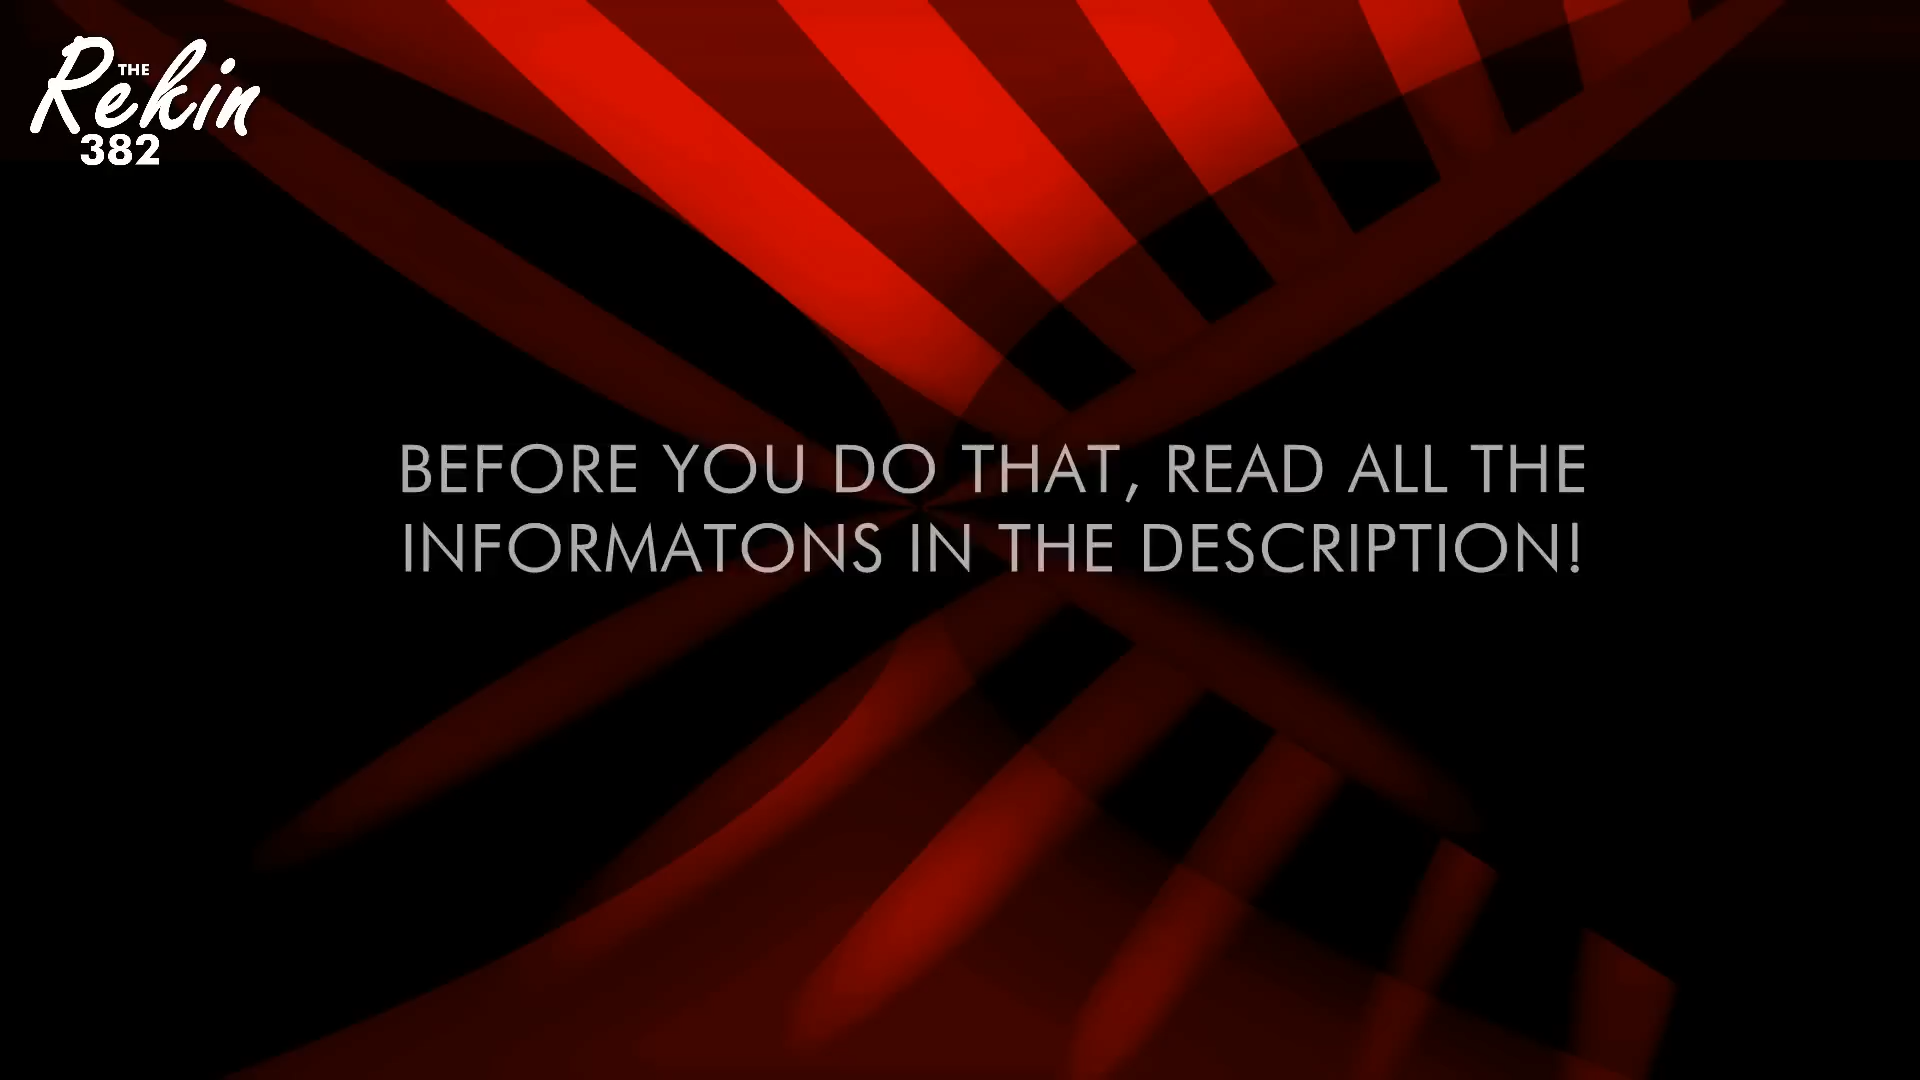 THE
Rekin
382
BEFORE YOU DO THAT, READ ALL THE
INFORMATONS IN THE DESCRIPTION!